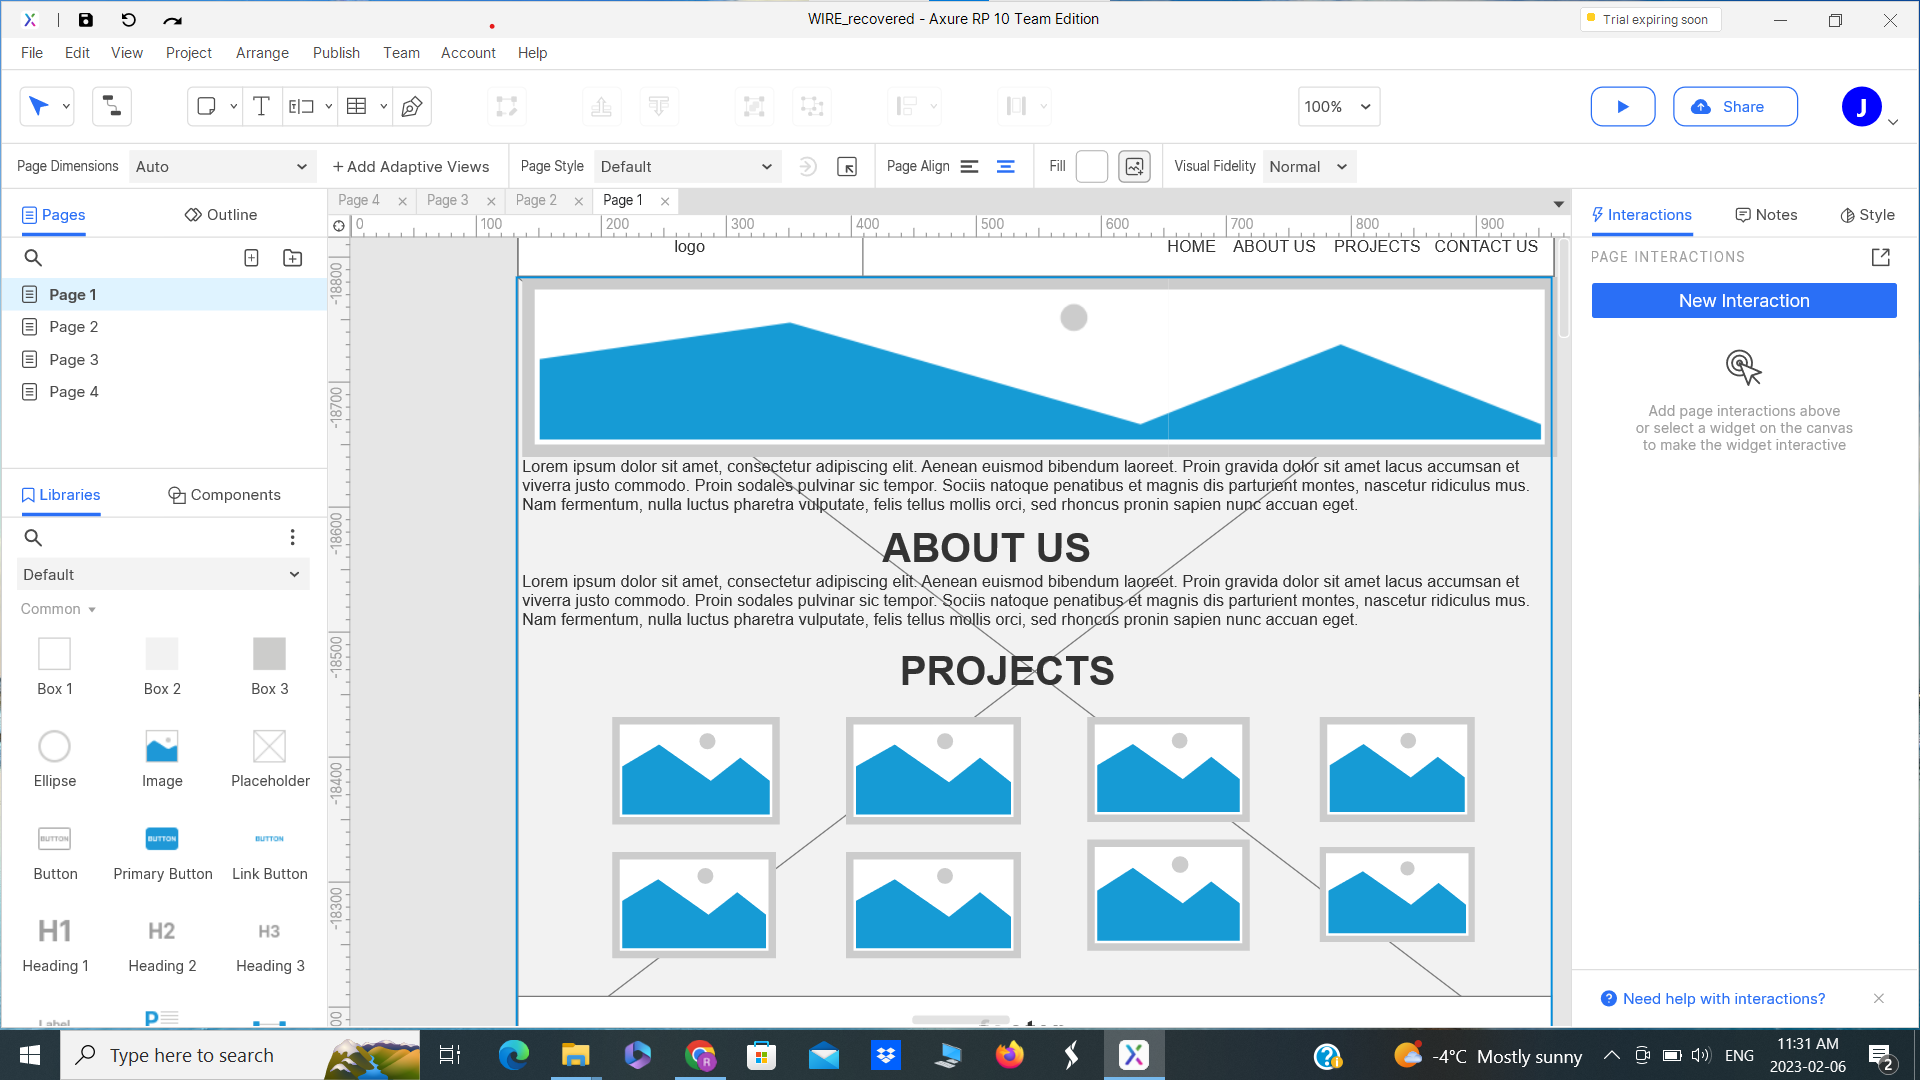 WIRE_recovered - Axure RP 10 Team Edition
Trial expiring soon
File Edit View Project Arrange Publish Team Account Help
100%
Share
J
Page Dimensions Auto + Add Adaptive Views Page Style Default Page Align Fill Visual Fidelity Normal
Pages Outline
Page 4 Page 3 Page 2 Page 1
0 100 200 300 400 500 600 700 800 900
Interactions Notes Style
logo
HOME ABOUT US PROJECTS CONTACT US
PAGE INTERACTIONS
New Interaction
Add page interactions above
or select a widget on the canvas
to make the widget interactive
Page 1
Page 2
Page 3
Page 4
-18800
-18700
-18600
-18500
-18400
-18300
Lorem ipsum dolor sit amet, consectetur adipiscing elit. Aenean euismod bibendum laoreet. Proin gravida dolor sit amet lacus accumsan et
viverra justo commodo. Proin sodales pulvinar sic tempor. Sociis natoque penatibus et magnis dis parturient montes, nascetur ridiculus mus.
Nam fermentum, nulla luctus pharetra vulputate, felis tellus mollis orci, sed rhoncus pronin sapien nunc accuan eget.
ABOUT US
Lorem ipsum dolor sit amet, consectetur adipiscing elit. Aenean euismod bibendum laoreet. Proin gravida dolor sit amet lacus accumsan et
viverra justo commodo. Proin sodales pulvinar sic tempor. Sociis natoque penatibus et magnis dis parturient montes, nascetur ridiculus mus.
Nam fermentum, nulla luctus pharetra vulputate, felis tellus mollis orci, sed rhoncus pronin sapien nunc accuan eget.
PROJECTS
Libraries Components
Default
Common
Box 1 Box 2 Box 3
Ellipse Image Placeholder
BUTTON BUTTON BUTTON
Button Primary Button Link Button
H1 H2 H3
Heading 1 Heading 2 Heading 3
Label
Need help with interactions?
Type here to search
-4°C Mostly sunny
ENG
11:31 AM
2023-02-06
2